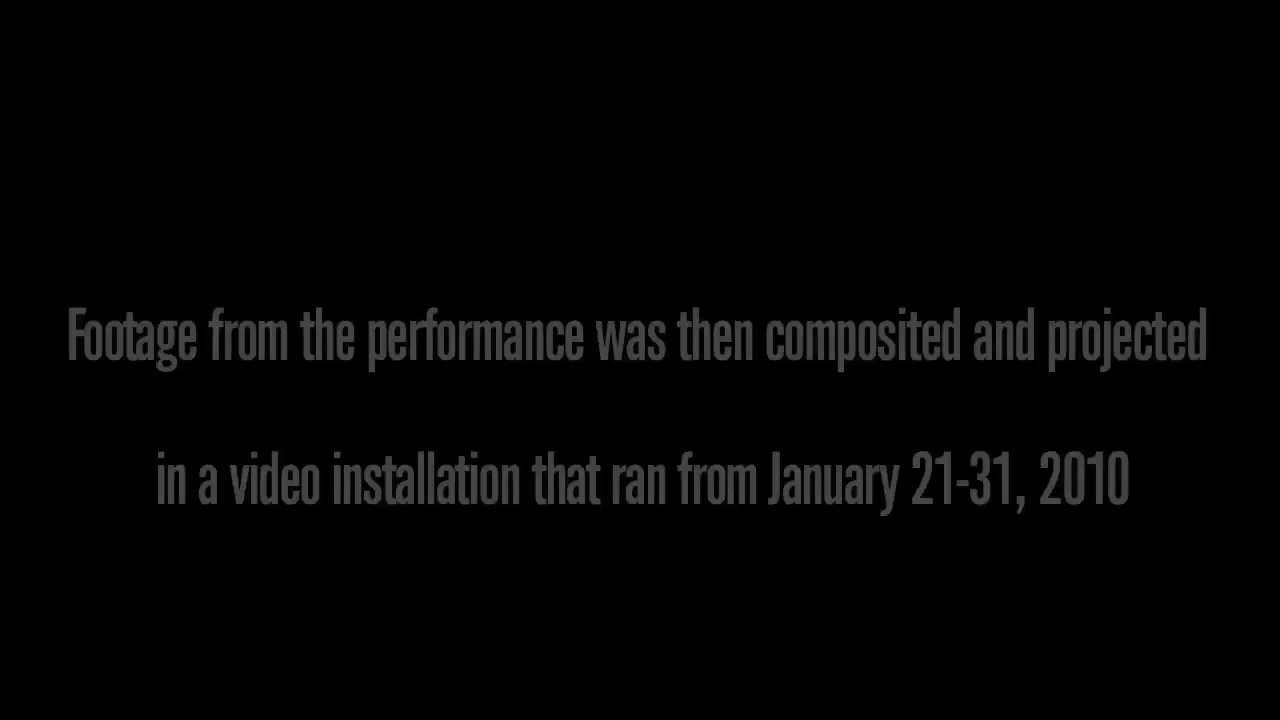 Footage from the performance was then composited and projected
in a video installation that ran from January 21-31, 2010